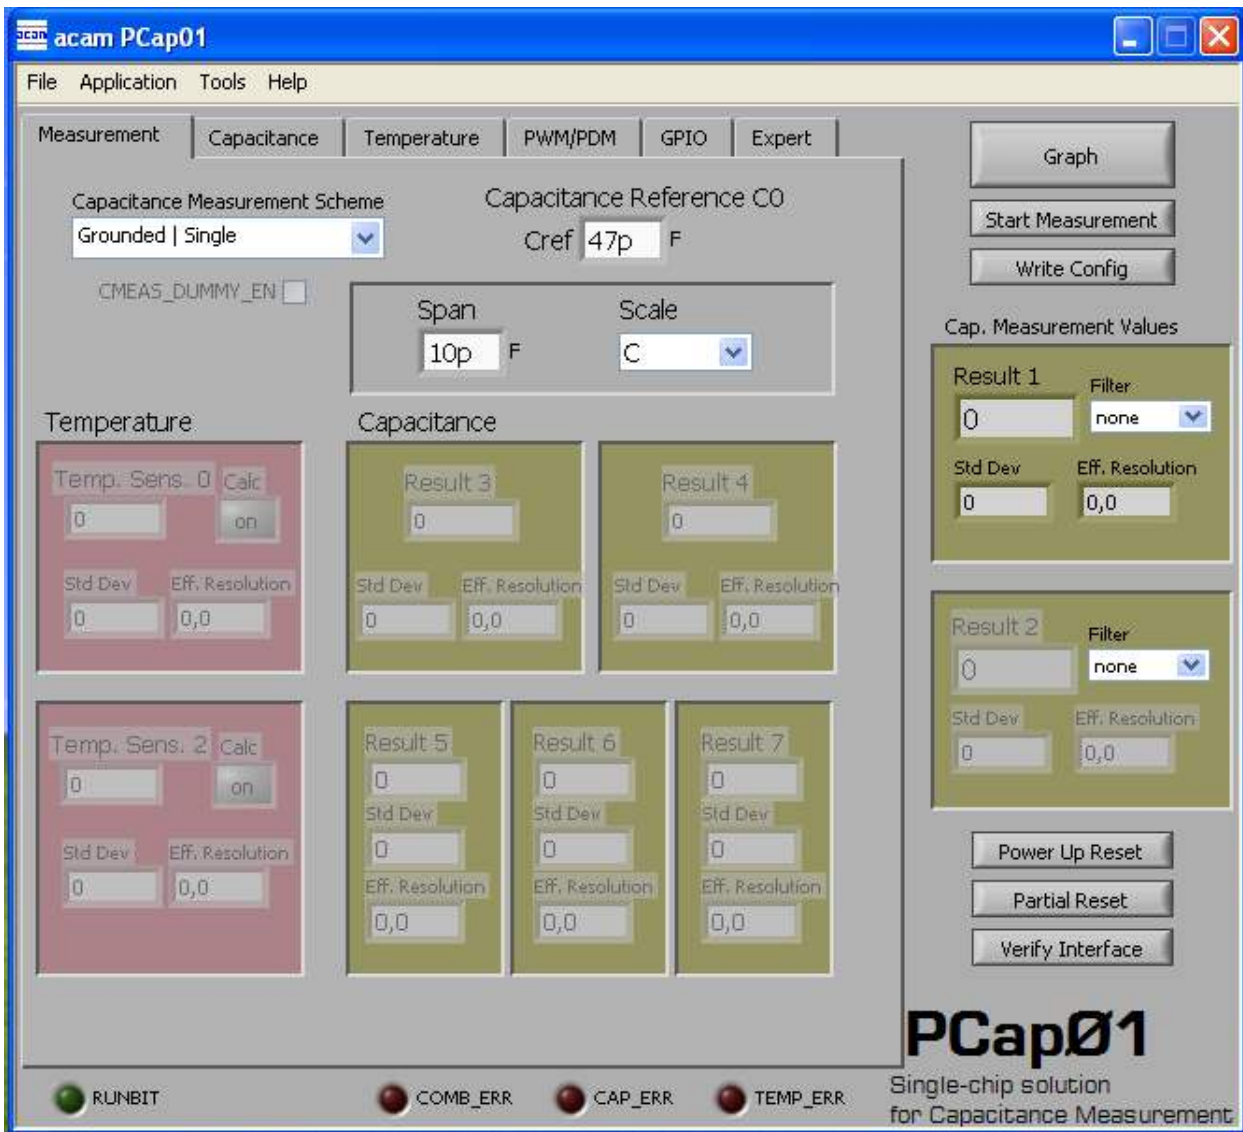 acam acam PCap01
File Application Tools Help
Measurement Capacitance Temperature PWM/PDM GPIO Expert
Capacitance Measurement Scheme
Grounded | Single
CMEAS_DUMMY_EN
Capacitance Reference C0
Cref 47p F
Span Scale
10p F C
Temperature
Temp. Sens. 0 Calc
0 on
Std Dev Eff. Resolution
0 0,0
Temp. Sens. 2 Calc
0 on
Std Dev Eff. Resolution
0 0,0
Capacitance
Result 3
0
Std Dev Eff. Resolution
0 0,0
Result 4
0
Std Dev Eff. Resolution
0 0,0
Result 5
0
Std Dev
0
Eff. Resolution
0,0
Result 6
0
Std Dev
0
Eff. Resolution
0,0
Result 7
0
Std Dev
0
Eff. Resolution
0,0
Graph
Start Measurement
Write Config
Cap. Measurement Values
Result 1 Filter
0 none
Std Dev Eff. Resolution
0 0,0
Result 2 Filter
0 none
Std Dev Eff. Resolution
0 0,0
Power Up Reset
Partial Reset
Verify Interface
PCapØ1
Single-chip solution
for Capacitance Measurement
RUNBIT COMB_ERR CAP_ERR TEMP_ERR